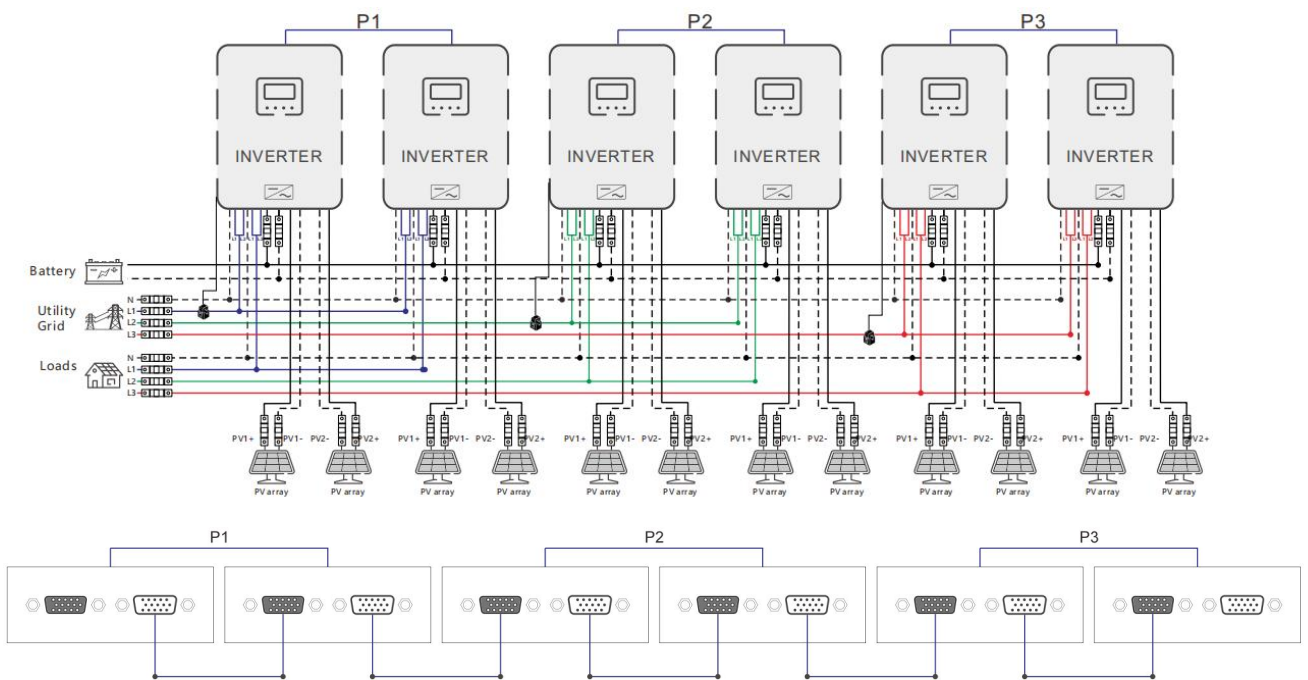 P1 P2 P3
INVERTER INVERTER INVERTER INVERTER INVERTER INVERTER
Battery
Utility
Grid
N
L1
L2
L3
Loads
N
L1
L2
L3
PV1+ PV1- PV2- PV2+ PV1+ PV1- PV2- PV2+ PV1+ PV1- PV2- PV2+ PV1+ PV1- PV2- PV2+ PV1+ PV1- PV2- PV2+ PV1+ PV1- PV2- PV2+
PV array PV array PV array PV array PV array PV array PV array PV array PV array PV array PV array PV array
P1 P2 P3